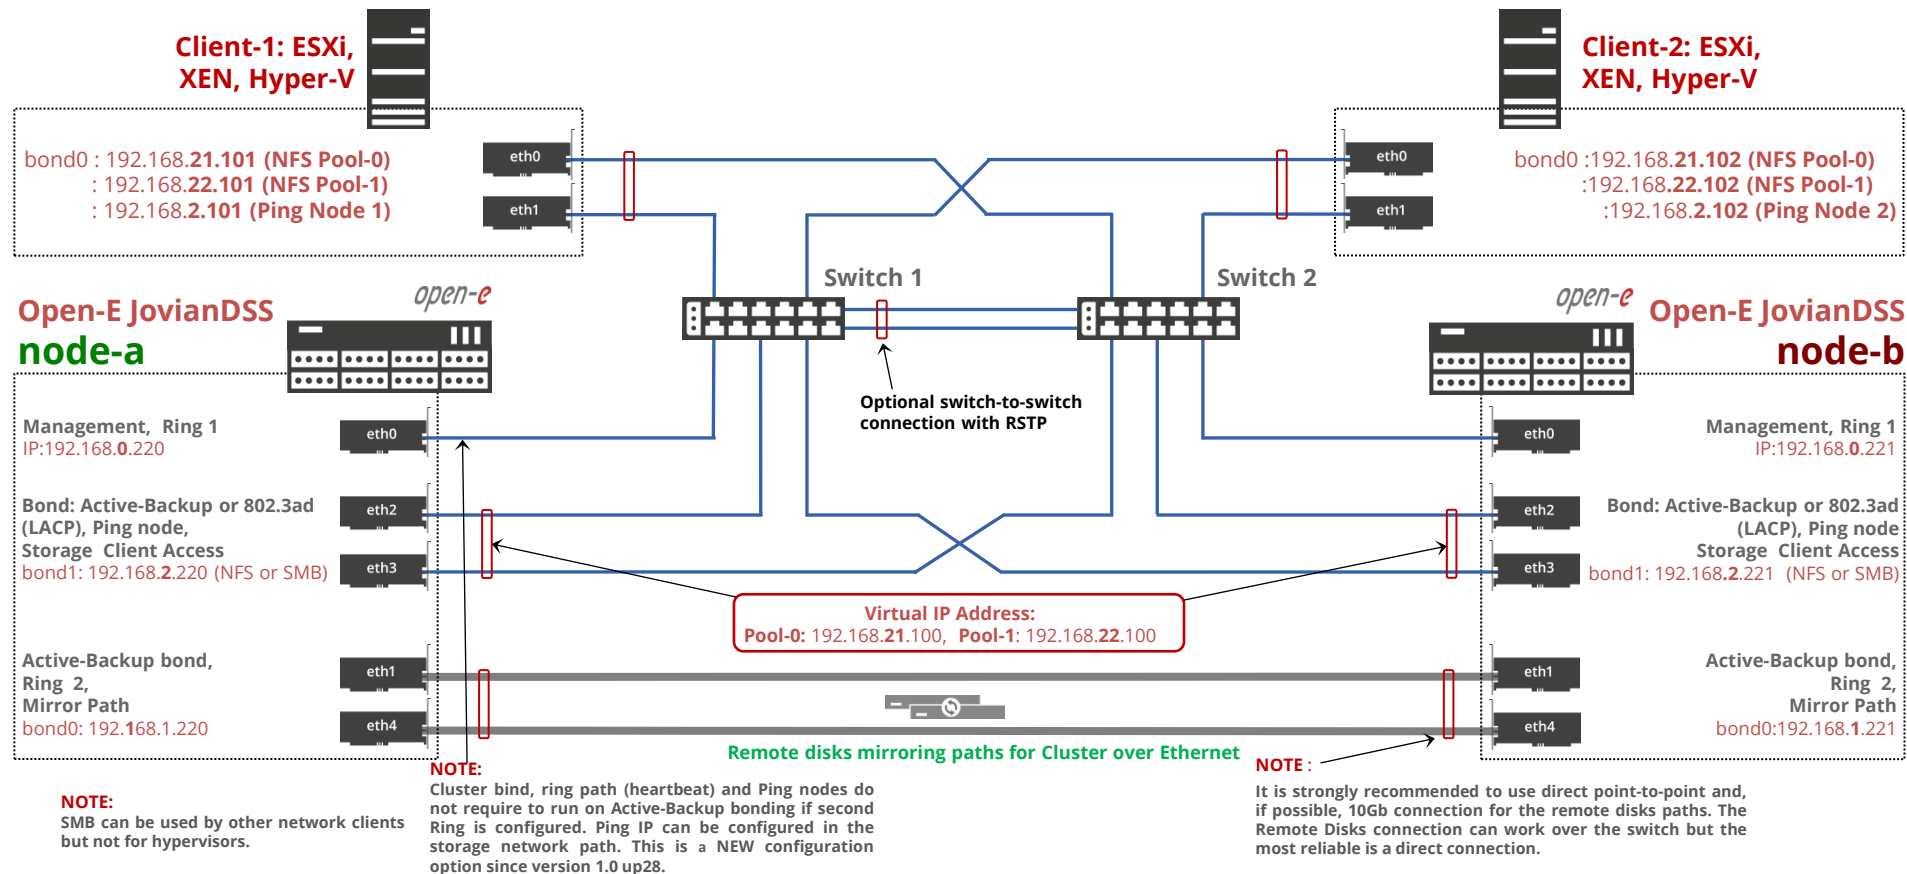 Client-1: ESXi,
XEN, Hyper-V
bond0 : 192.168.21.101 (NFS Pool-0)
: 192.168.22.101 (NFS Pool-1)
: 192.168.2.101 (Ping Node 1)
eth0
eth1
Client-2: ESXi,
XEN, Hyper-V
eth0
eth1
bond0 :192.168.21.102 (NFS Pool-0)
:192.168.22.102 (NFS Pool-1)
:192.168.2.102 (Ping Node 2)
Switch 1
Switch 2
Optional switch-to-switch
connection with RSTP
open-e
Open-E JovianDSS
node-a
Management, Ring 1
IP:192.168.0.220
eth0
Bond: Active-Backup or 802.3ad
(LACP), Ping node,
Storage Client Access
bond1: 192.168.2.220 (NFS or SMB)
eth2
eth3
Active-Backup bond,
Ring 2,
Mirror Path
bond0: 192.168.1.220
eth1
eth4
open-e
Open-E JovianDSS
node-b
eth0
Management, Ring 1
IP:192.168.0.221
eth2
eth3
Bond: Active-Backup or 802.3ad
(LACP), Ping node
Storage Client Access
bond1: 192.168.2.221 (NFS or SMB)
eth1
eth4
Active-Backup bond,
Ring 2,
Mirror Path
bond0:192.168.1.221
Virtual IP Address:
Pool-0: 192.168.21.100, Pool-1: 192.168.22.100
Remote disks mirroring paths for Cluster over Ethernet
NOTE:
SMB can be used by other network clients
but not for hypervisors.
NOTE:
Cluster bind, ring path (heartbeat) and Ping nodes do
not require to run on Active-Backup bonding if second
Ring is configured. Ping IP can be configured in the
storage network path. This is a NEW configuration
option since version 1.0 up28.
NOTE :
It is strongly recommended to use direct point-to-point and,
if possible, 10Gb connection for the remote disks paths. The
Remote Disks connection can work over the switch but the
most reliable is a direct connection.